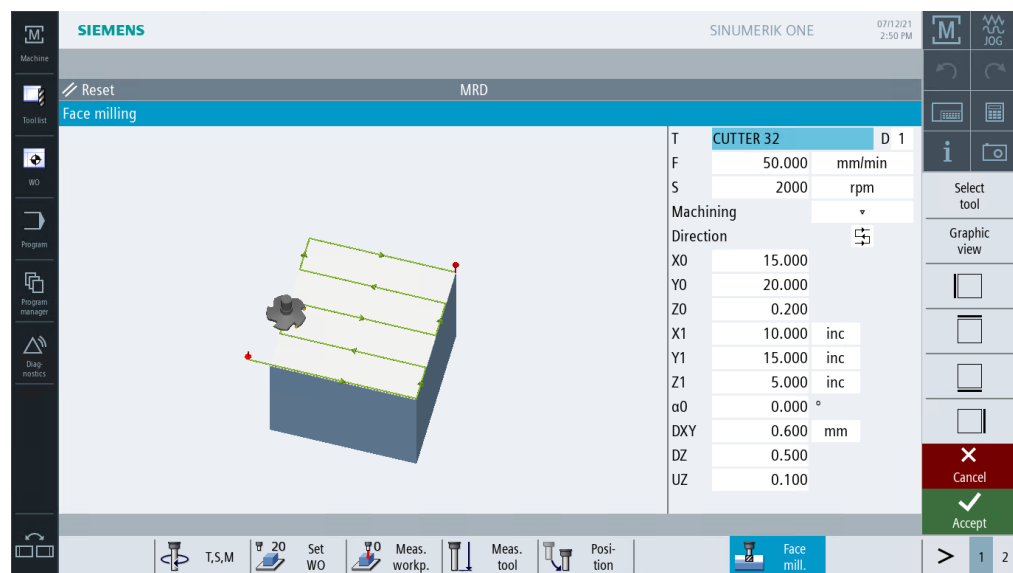 M
Machine
Tool list
WO
Program
Program
manager
Diag-
nostics
SIEMENS
SINUMERIK ONE
07/12/21
2:50 PM
Reset
MRD
Face milling
T CUTTER 32 D 1
F 50.000 mm/min
S 2000 rpm
Machining ▿
Direction
X0 15.000
Y0 20.000
Z0 0.200
X1 10.000 inc
Y1 15.000 inc
Z1 5.000 inc
α0 0.000 °
DXY 0.600 mm
DZ 0.500
UZ 0.100
M
JOG
i
Select
tool
Graphic
view
Cancel
Accept
T,S,M
20
Set
WO
0
Meas.
workp.
Meas.
tool
Posi-
tion
Face
mill.
> 1 2